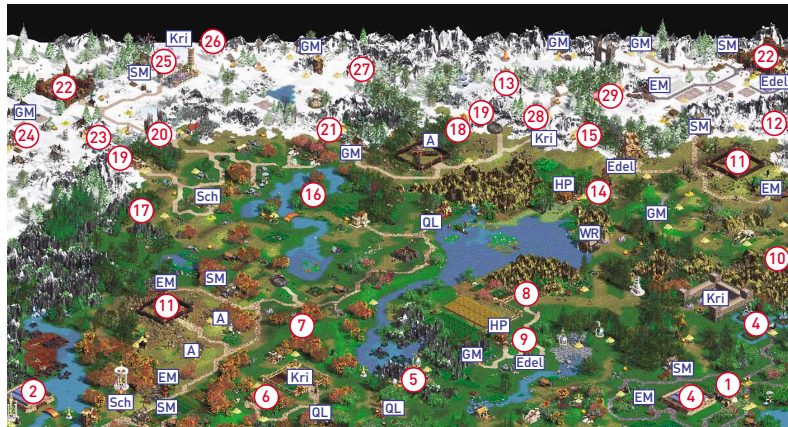 Kri 26 GM GM GM SM 22
25
SM 27 13 EM Edel
22 29
GM 20 21 18 A 19 28 Kri 15 SM 12
24 23 GM
19 Edel 11
Sch 16 HP 14 EM
17 QL GM
WR
10
EM SM 8 Kri
11 A 7 HP 4
A GM 9 Edel
EM Kri 5 SM
2 Sch SM 6 QL QL EM 4 1